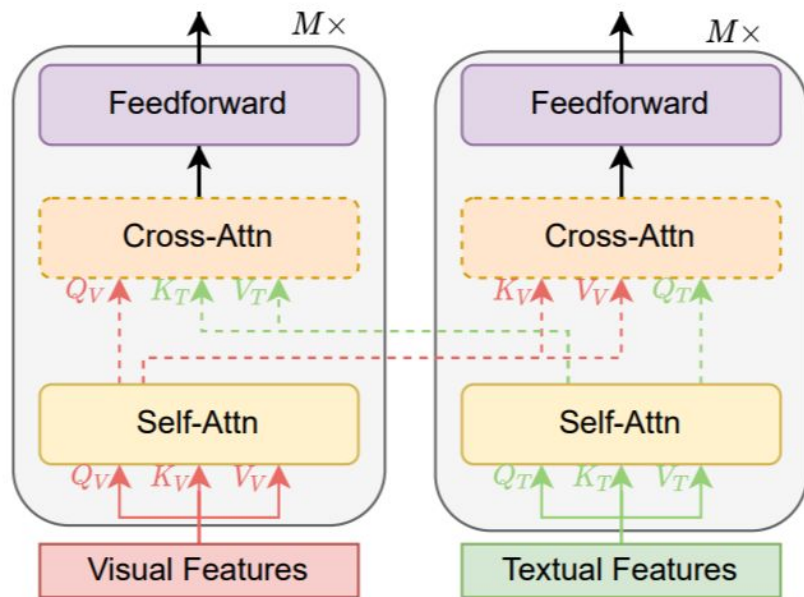 M×
M×
Feedforward
Feedforward
Cross-Attn
Cross-Attn
Q_V K_T V_T
K_V V_V Q_T
Self-Attn
Self-Attn
Q_V K_V V_V
Q_T K_T V_T
Visual Features
Textual Features